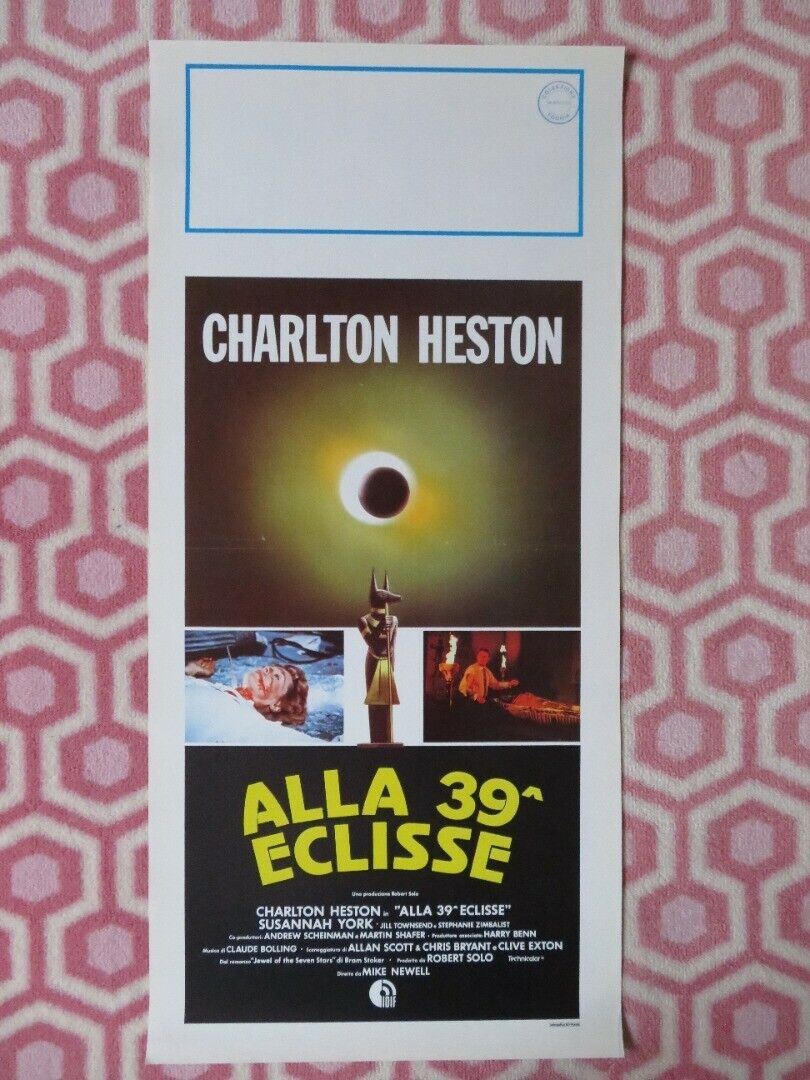 COLLEZIONE
CHARLTON HESTON
ALLA 39^
ECLISSE
Una produzione Robert Solo
CHARLTON HESTON in "ALLA 39^ ECLISSE"
SUSANNAH YORK · JILL TOWNSEND e STEPHANIE ZIMBALIST
Co-produttori: ANDREW SCHEINMAN e MARTIN SHAFER · Produttore associato: HARRY BENN
Musica di CLAUDE BOLLING · Sceneggiatura di ALLAN SCOTT & CHRIS BRYANT e CLIVE EXTON
Dal romanzo "Jewel of the Seven Stars" di Bram Stoker · Prodotto da ROBERT SOLO Technicolor®
Diretto da MIKE NEWELL
IDIF